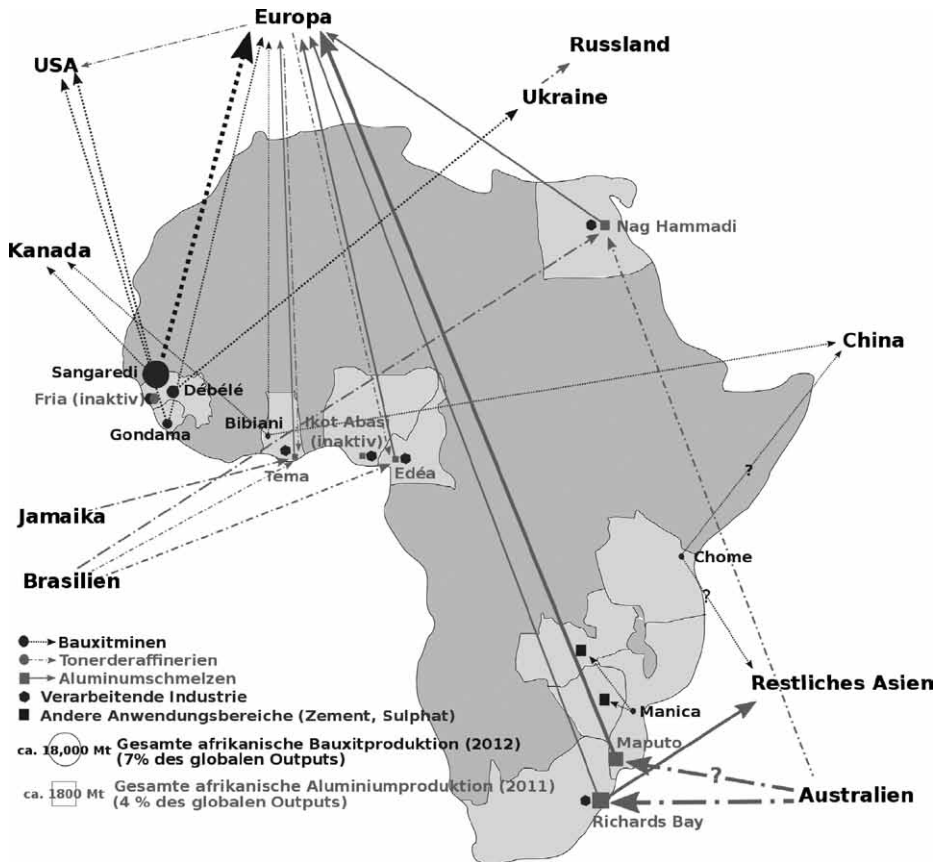 Europa
Russland
USA
Ukraine
Nag Hammadi
Kanada
China
Sangaredi
Débélé
Fria (inaktiv)
Bibiani
Ikot Abasi
(inaktiv)
Gondama
Tema
Edéa
Jamaika
?
Chome
Brasilien
?
Bauxitminen
Tonerderaffinerien
Aluminumschmelzen
Restliches Asien
Verarbeitende Industrie
Andere Anwendungsbereiche (Zement, Sulphat)
Manica
Maputo
ca. 18,000 Mt
Gesamte afrikanische Bauxitproduktion (2012)
(7% des globalen Outputs)
?
ca. 1800 Mt
Gesamte afrikanische Aluminiumproduktion (2011)
(4 % des globalen Outputs)
Australien
Richards Bay